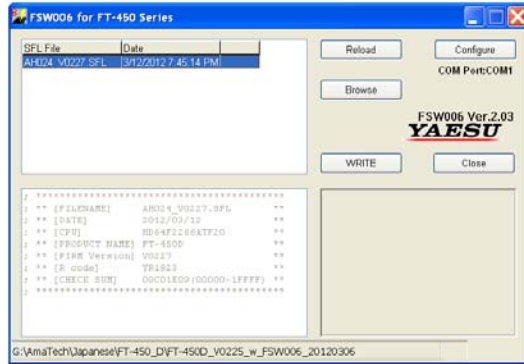 FSW006 for FT-450 Series
SFL File Date
AH024_V0227.SFL 3/12/2012 7:45:14 PM
Reload
Configure
COM Port:COM1
Browse
FSW006 Ver.2.03
YAESU
WRITE
Close
; *******************************************
; ** [FILENAME] AH024_V0227.SFL **
; ** [DATE] 2012/03/12 **
; ** [CPU] HD64F2266ATF20 **
; ** [PRODUCT NAME] FT-450D **
; ** [FIRM Version] V0227 **
; ** [R code] YR1923 **
; ** [CHECK SUM] (00000-1FFFF) **
; *******************************************
G:\AmaTech\Japanese\FT-450_D\FT-450D_V0225_w_FSW006_20120306